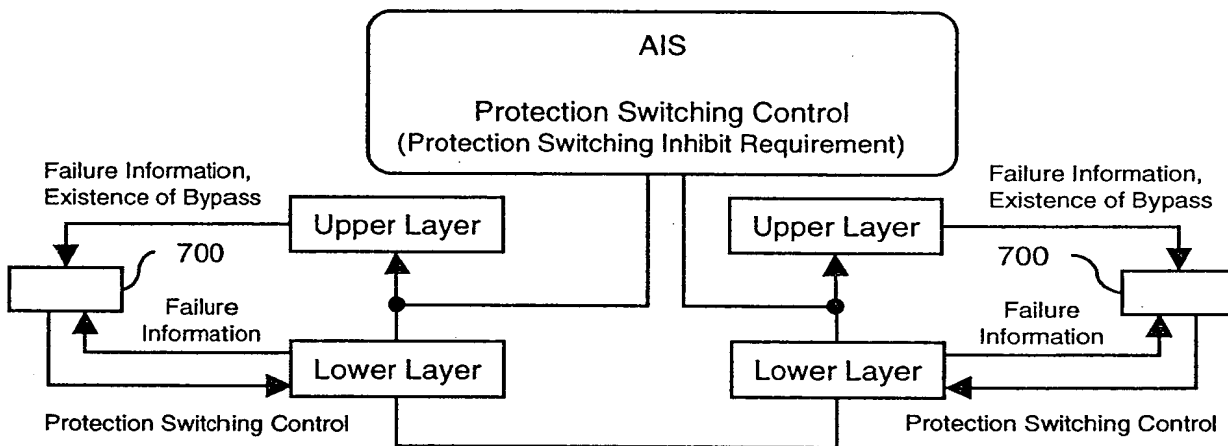 AIS
Protection Switching Control
(Protection Switching Inhibit Requirement)
Failure Information,
Existence of Bypass
Upper Layer
700
Failure
Information
Lower Layer
Protection Switching Control
Failure Information,
Existence of Bypass
Upper Layer
700
Failure
Information
Lower Layer
Protection Switching Control